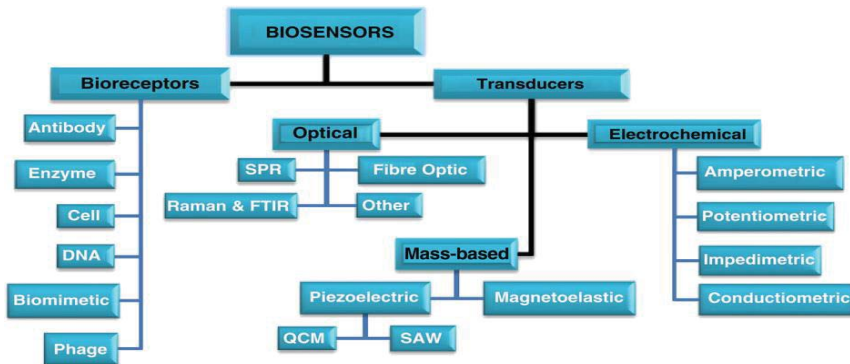 BIOSENSORS
Bioreceptors
Transducers
Antibody
Enzyme
Cell
DNA
Biomimetic
Phage
Optical
SPR
Fibre Optic
Raman & FTIR
Other
Mass-based
Piezoelectric
Magnetoelastic
QCM
SAW
Electrochemical
Amperometric
Potentiometric
Impedimetric
Conductiometric